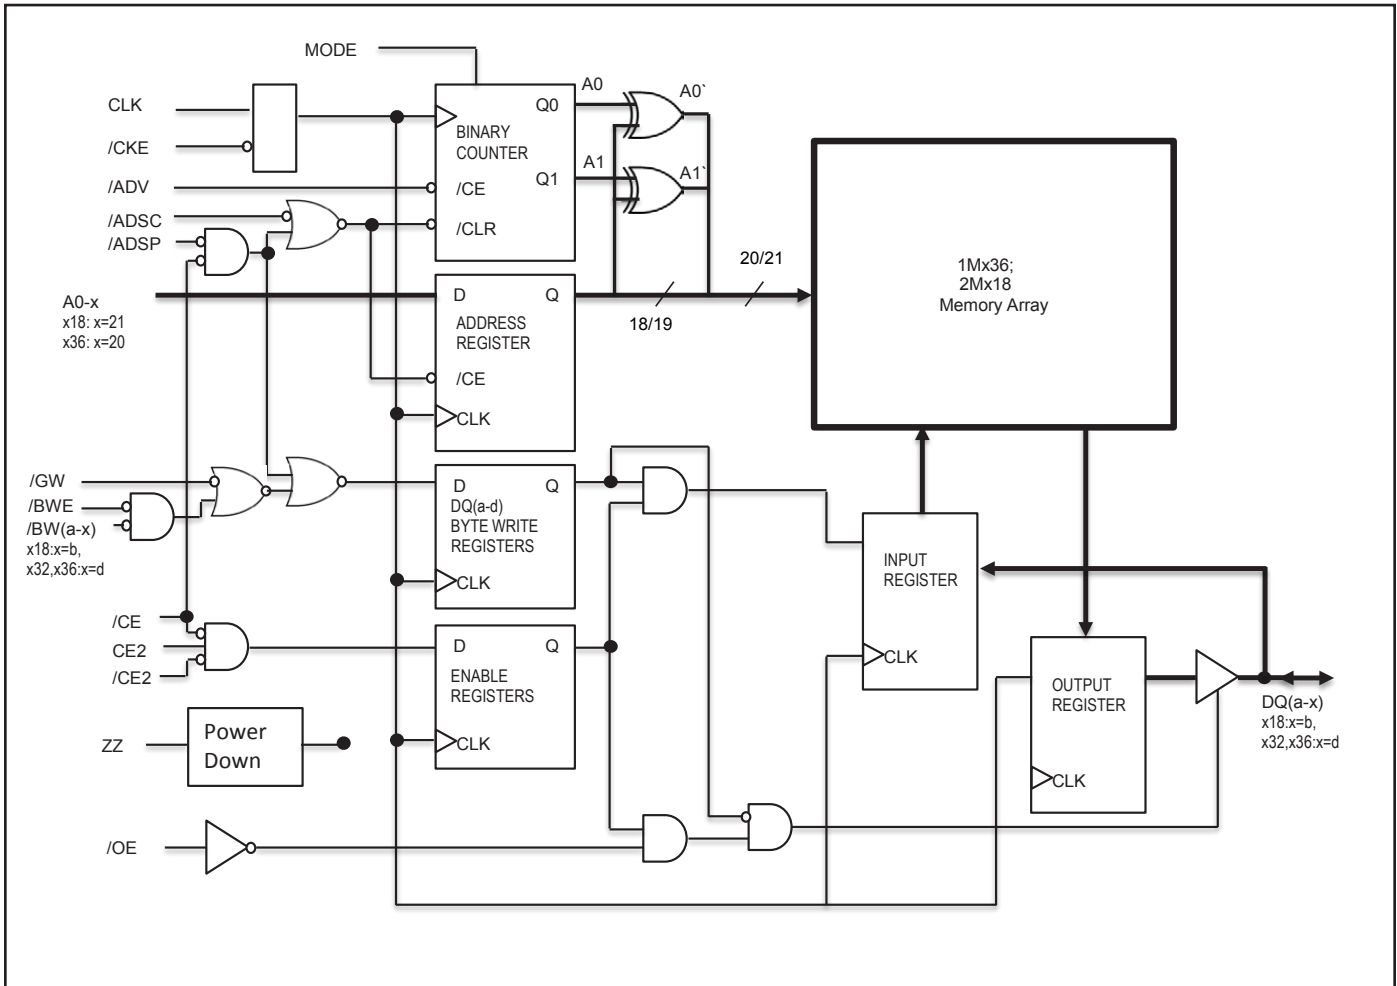 MODE
CLK
/CKE
/ADV
/ADSC
/ADSP
A0-x
x18: x=21
x36: x=20
/GW
/BWE
/BW(a-x)
x18:x=b,
x32,x36:x=d
/CE
CE2
/CE2
ZZ
Power
Down
/OE
Q0
BINARY
COUNTER
Q1
/CE
/CLR
A0
A0`
A1
A1`
D
Q
ADDRESS
REGISTER
/CE
CLK
18/19
20/21
D
Q
DQ(a-d)
BYTE WRITE
REGISTERS
CLK
D
Q
ENABLE
REGISTERS
CLK
1Mx36;
2Mx18
Memory Array
INPUT
REGISTER
CLK
OUTPUT
REGISTER
CLK
DQ(a-x)
x18:x=b,
x32,x36:x=d